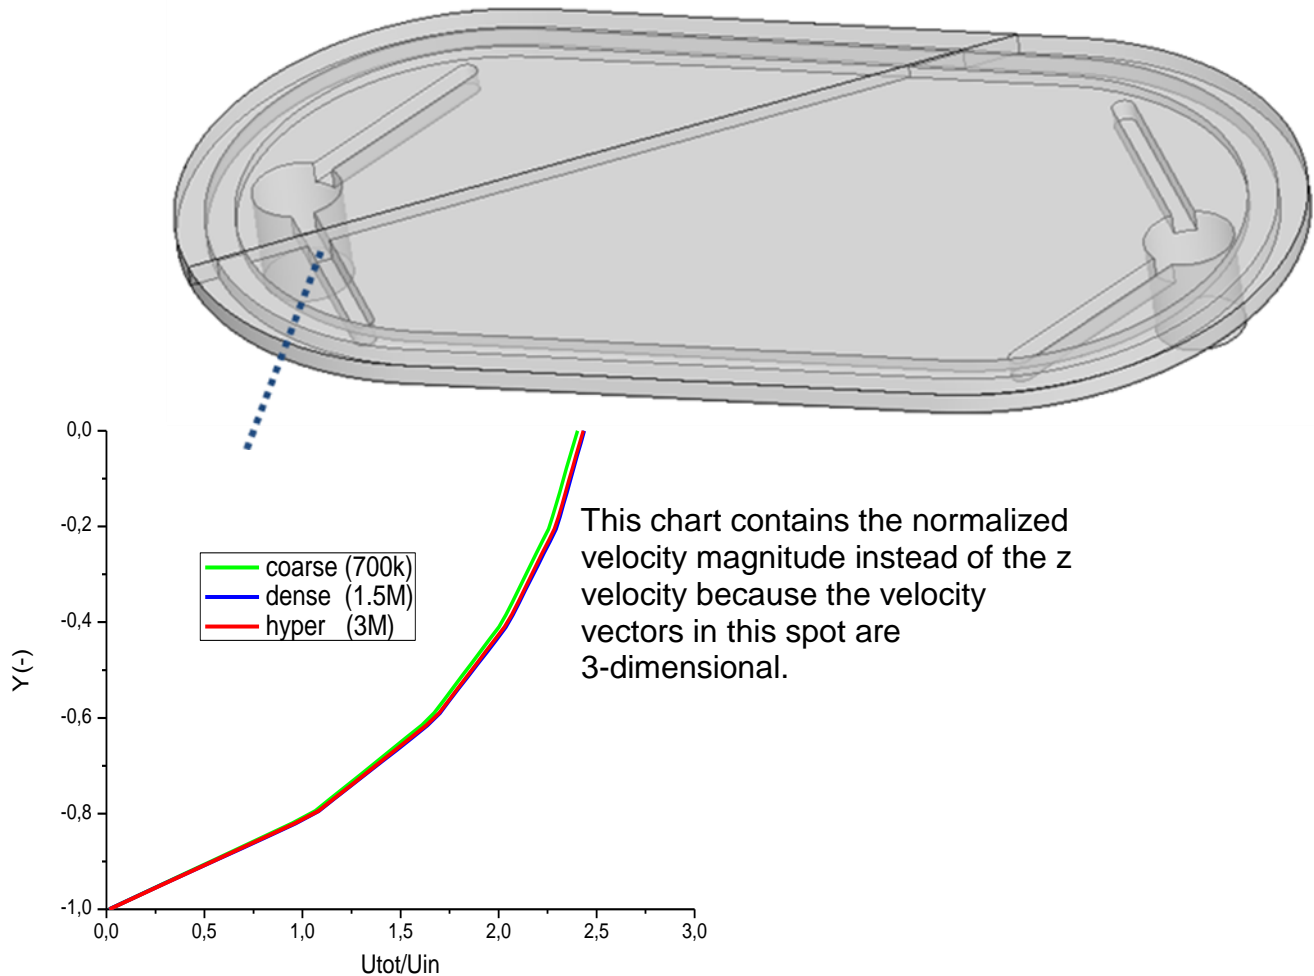 0,0
-0,2
-0,4
-0,6
-0,8
-1,0
Y(-)
coarse (700k)
dense (1.5M)
hyper (3M)
This chart contains the normalized
velocity magnitude instead of the z
velocity because the velocity
vectors in this spot are
3-dimensional.
0,0 0,5 1,0 1,5 2,0 2,5 3,0
Utot/Uin